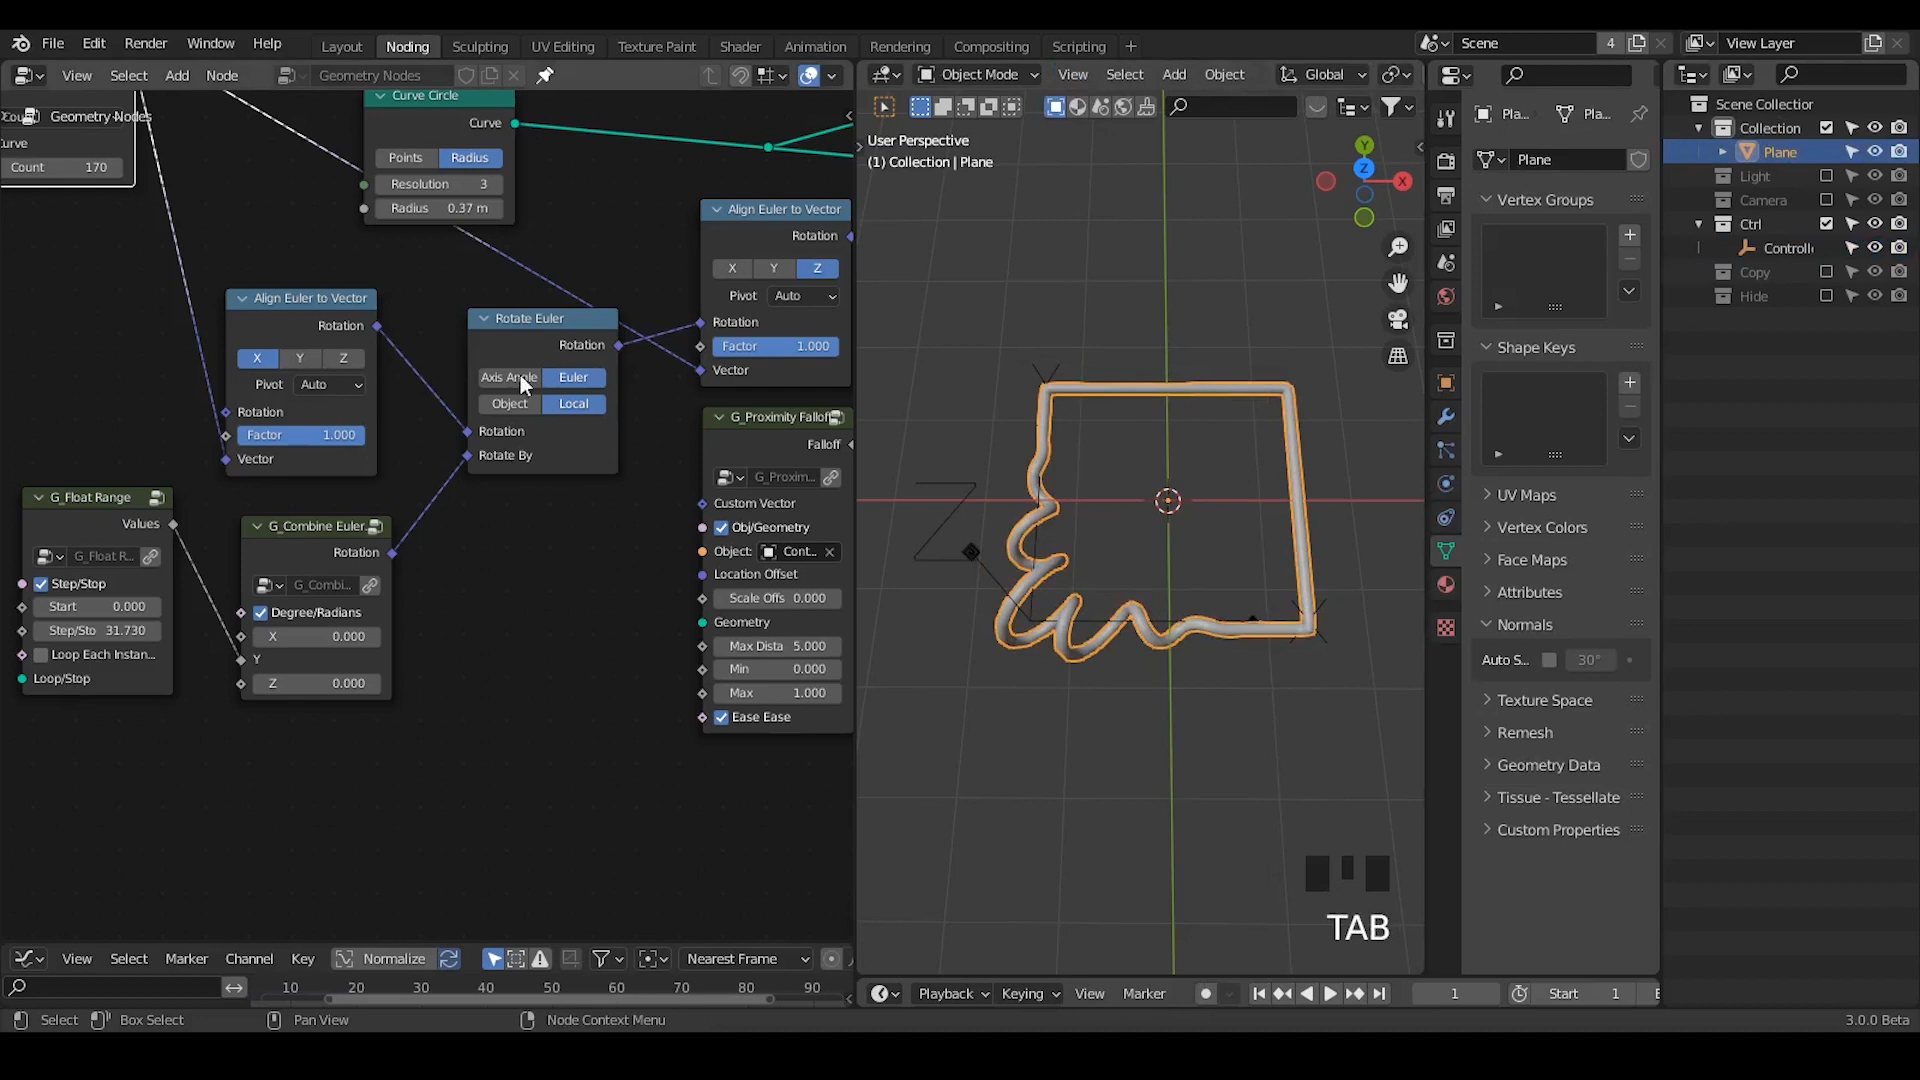 File Edit Render Window Help
Layout Noding Sculpting UV Editing Texture Paint Shader Animation Rendering Compositing Scripting +
Scene 4
View Layer
View Select Add Node
Geometry Nodes
Object Mode View Select Add Object Global
Geometry Nodes
Count 170
Curve Circle
Curve
Points Radius
Resolution 3
Radius 0.37 m
Align Euler to Vector
Rotation
X Y Z
Pivot Auto
Rotation
Factor 1.000
Vector
Rotate Euler
Rotation
Axis Angle Euler
Object Local
Rotation
Rotate By
Align Euler to Vector
Rotation
X Y Z
Pivot Auto
Rotation
Factor 1.000
Vector
G_Float Range
Values
G_Float R...
Step/Stop
Start 0.000
Step/Sto 31.730
Loop Each Instan...
Loop/Stop
G_Combine Euler
Rotation
G_Combi...
Degree/Radians
X 0.000
Y
Z 0.000
G_Proximity Falloff
Falloff
G_Proxim...
Custom Vector
Obj/Geometry
Object: Cont...
Location Offset
Scale Offs 0.000
Geometry
Max Dista 5.000
Min 0.000
Max 1.000
Ease Ease
User Perspective
(1) Collection | Plane
Y
Z
X
TAB
Pla... Pla...
Plane
Vertex Groups
Shape Keys
UV Maps
Vertex Colors
Face Maps
Attributes
Normals
Auto S... 30°
Texture Space
Remesh
Geometry Data
Tissue - Tessellate
Custom Properties
Scene Collection
Collection
Plane
Light
Camera
Ctrl
Controll
Copy
Hide
View Select Marker Channel Key Normalize Nearest Frame
10 20 30 40 50 60 70 80 90
Playback Keying View Marker 1 Start 1
Select Box Select Pan View Node Context Menu 3.0.0 Beta